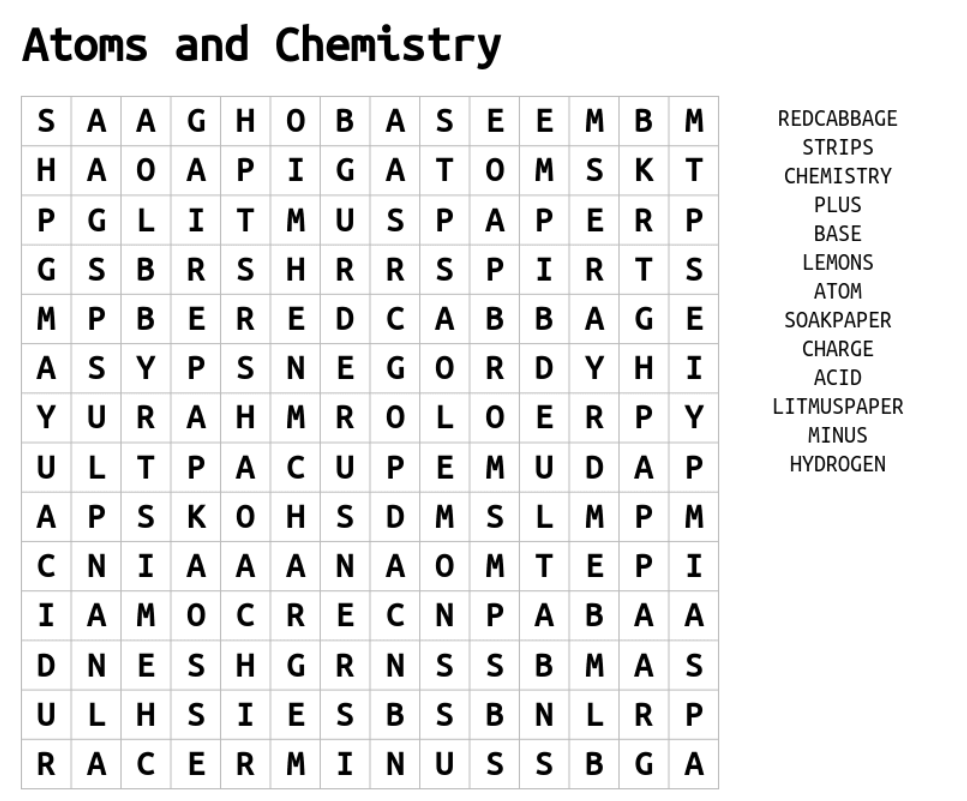 Atoms and Chemistry
S A A G H O B A S E E M B M
H A O A P I G A T O M S K T
P G L I T M U S P A P E R P
G S B R S H R R S P I R T S
M P B E R E D C A B B A G E
A S Y P S N E G O R D Y H I
Y U R A H M R O L O E R P Y
U L T P A C U P E M U D A P
A P S K O H S D M S L M P M
C N I A A A N A O M T E P I
I A M O C R E C N P A B A A
D N E S H G R N S S B M A S
U L H S I E S B S B N L R P
R A C E R M I N U S S B G A
REDCABBAGE
STRIPS
CHEMISTRY
PLUS
BASE
LEMONS
ATOM
SOAKPAPER
CHARGE
ACID
LITMUSPAPER
MINUS
HYDROGEN